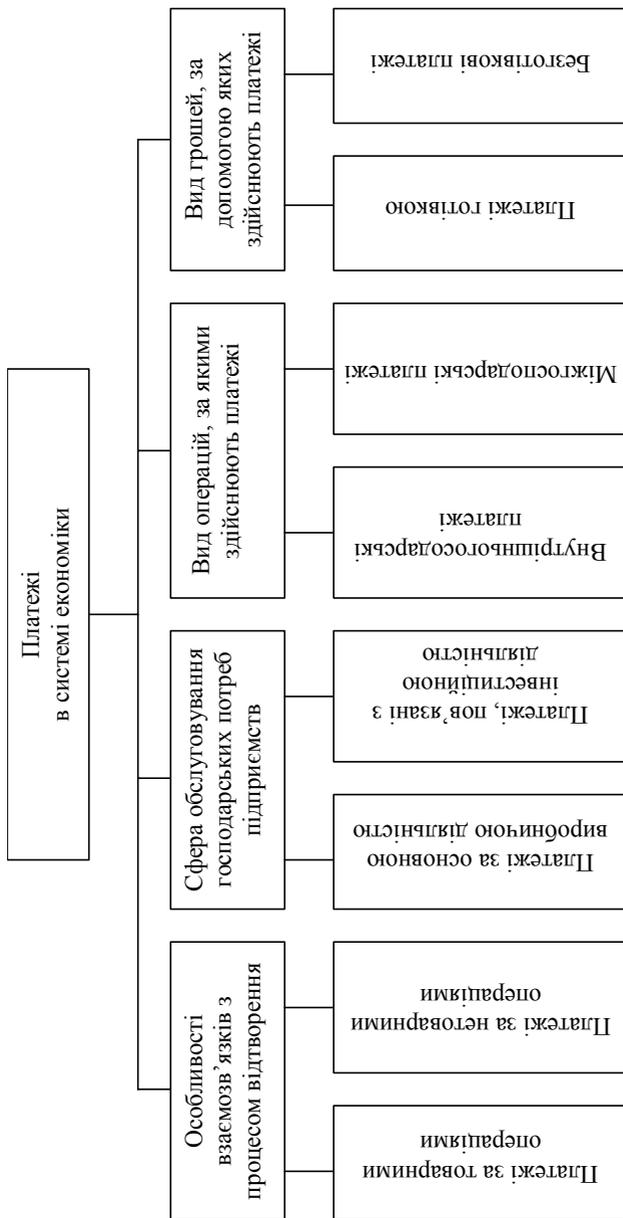 Платежі
в системі економіки
Особливості
взаємозв’язків з
процесом відтворення
Сфера обслуговування
господарських потреб
підприємств
Вид операцій, за якими
здійснюють платежі
Вид грошей, за
допомогою яких
здійснюють платежі
Платежі за товарними
операціями
Платежі за нетоварними
операціями
Платежі за основною
виробничою діяльністю
Платежі, пов’язані з
інвестиційною
діяльністю
Внутрішньогосодарські
платежі
Міжгосподарські платежі
Платежі готівкою
Безготівкові платежі